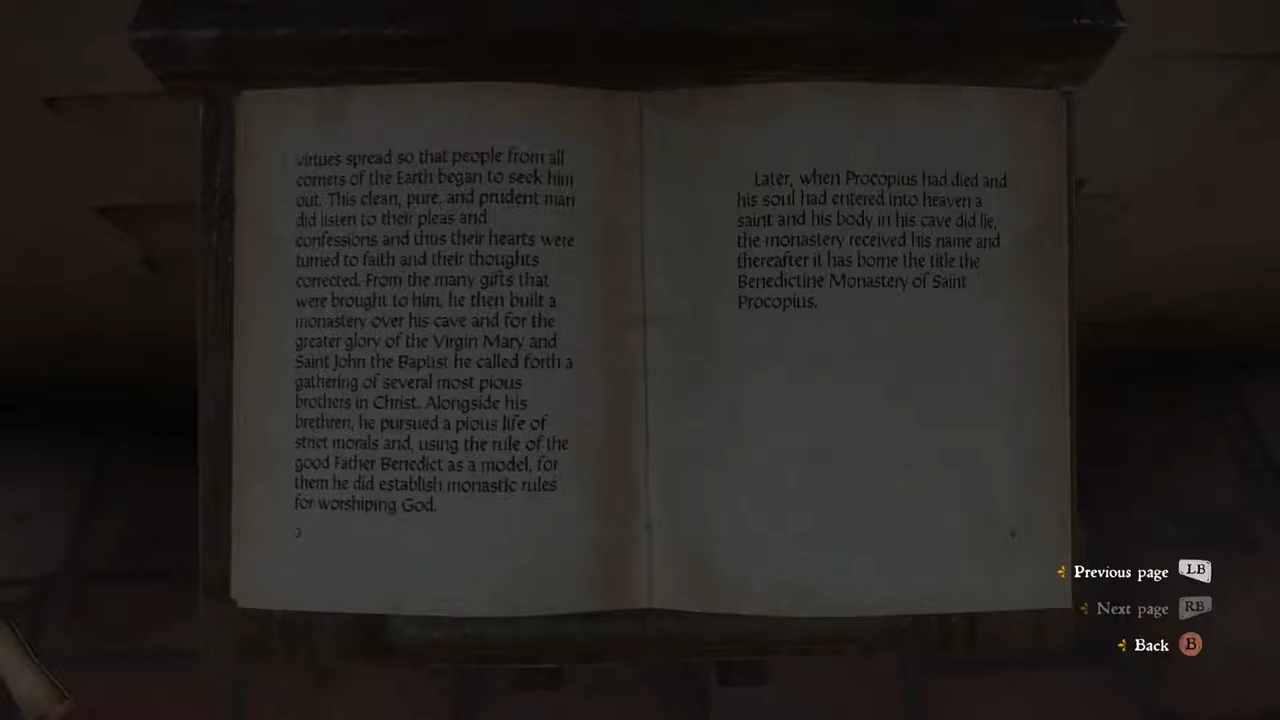 virtues spread so that people from all
corners of the Earth began to seek him
out. This clean, pure, and prudent man
did listen to their pleas and
confessions and thus their hearts were
turned to faith and their thoughts
corrected. From the many gifts that
were brought to him, he then built a
monastery over his cave and for the
greater glory of the Virgin Mary and
Saint John the Baptist he called forth a
gathering of several most pious
brothers in Christ. Alongside his
brethren, he pursued a pious life of
strict morals and, using the rule of the
good Father Benedict as a model, for
them he did establish monastic rules
for worshiping God.
3
Later, when Procopius had died and
his soul had entered into heaven a
saint and his body in his cave did lie,
the monastery received his name and
thereafter it has borne the title the
Benedictine Monastery of Saint
Procopius.
Previous page LB
Next page RB
Back B